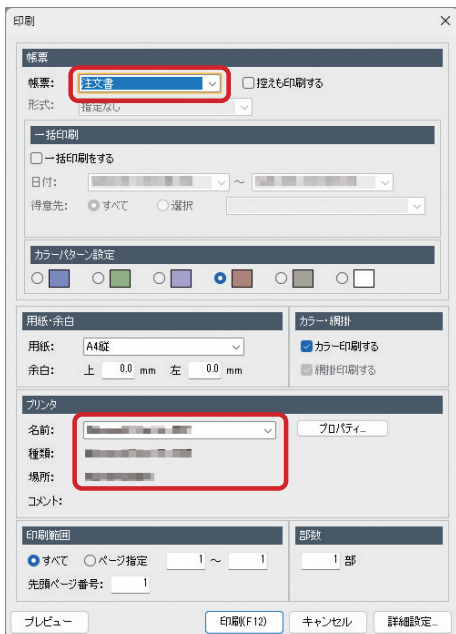 印刷
帳票
帳票: 注文書 控えも印刷する
形式: 指定なし
一括印刷
一括印刷をする
日付: ～
得意先: すべて 選択
カラーパターン設定
用紙・余白 カラー・網掛
用紙: A4縦 カラー印刷する
余白: 上 0.0 mm 左 0.0 mm 網掛印刷する
プリンタ
名前: プロパティ...
種類:
場所:
コメント:
印刷範囲 部数
すべて ページ指定 1 ～ 1 1 部
先頭ページ番号: 1
プレビュー 印刷(F12) キャンセル 詳細設定...